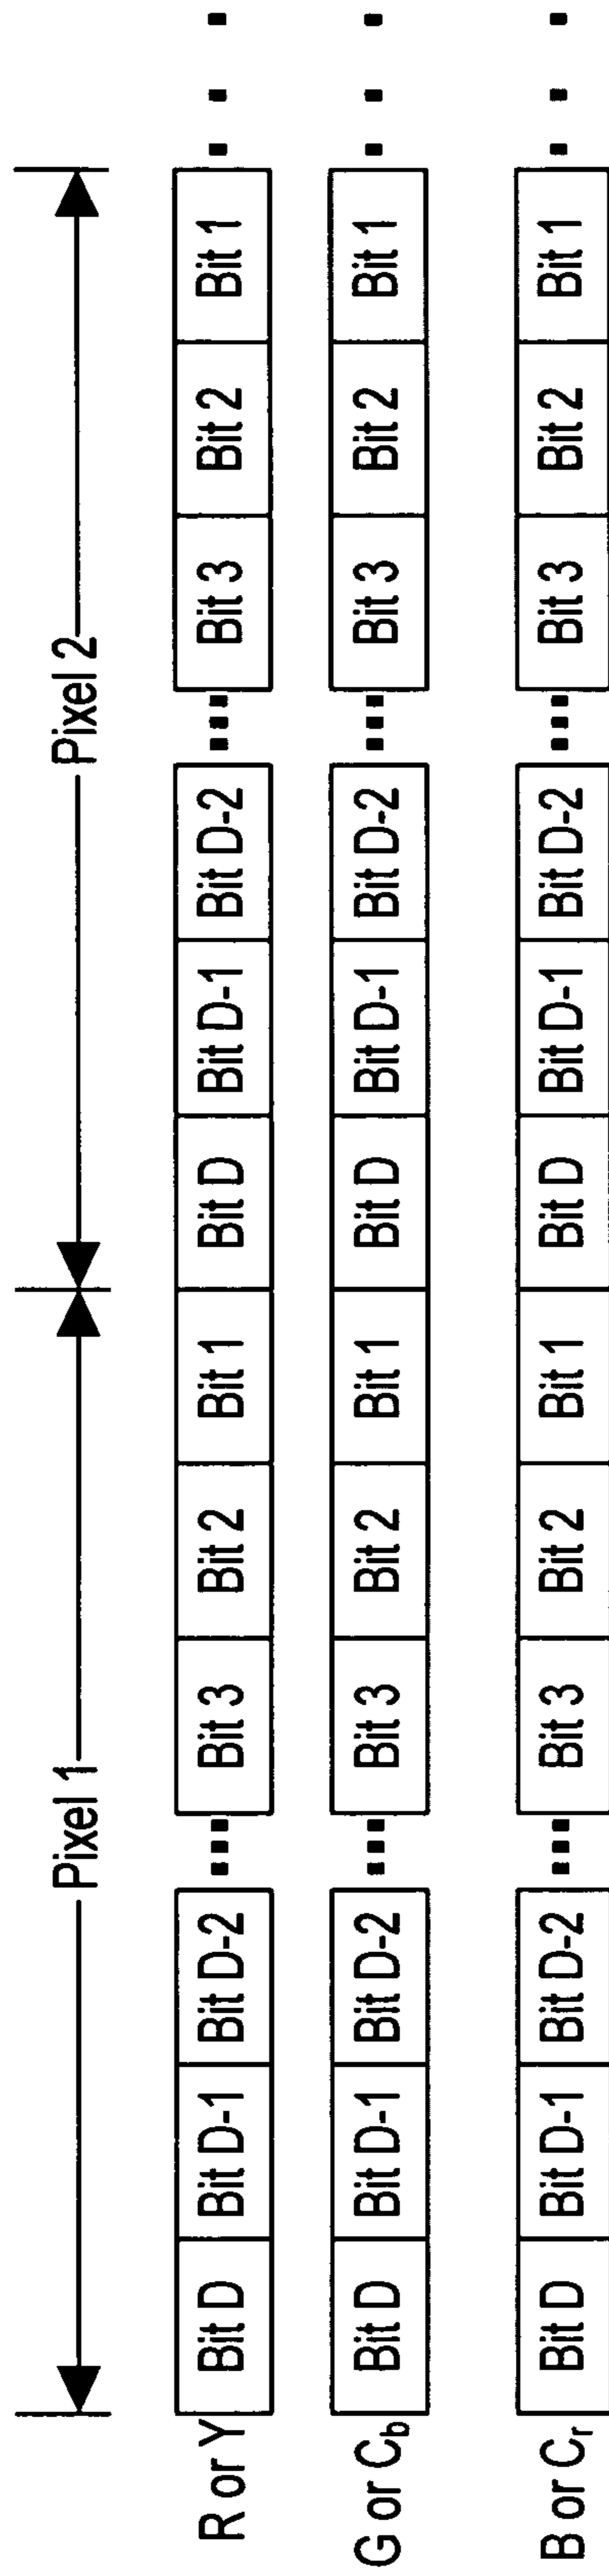 Pixel 1 Pixel 2
R or Y Bit D Bit D-1 Bit D-2 ... Bit 3 Bit 2 Bit 1 Bit D Bit D-1 Bit D-2 ... Bit 3 Bit 2 Bit 1 . . .
G or Cb Bit D Bit D-1 Bit D-2 ... Bit 3 Bit 2 Bit 1 Bit D Bit D-1 Bit D-2 ... Bit 3 Bit 2 Bit 1 . . .
B or Cr Bit D Bit D-1 Bit D-2 ... Bit 3 Bit 2 Bit 1 Bit D Bit D-1 Bit D-2 ... Bit 3 Bit 2 Bit 1 . . .